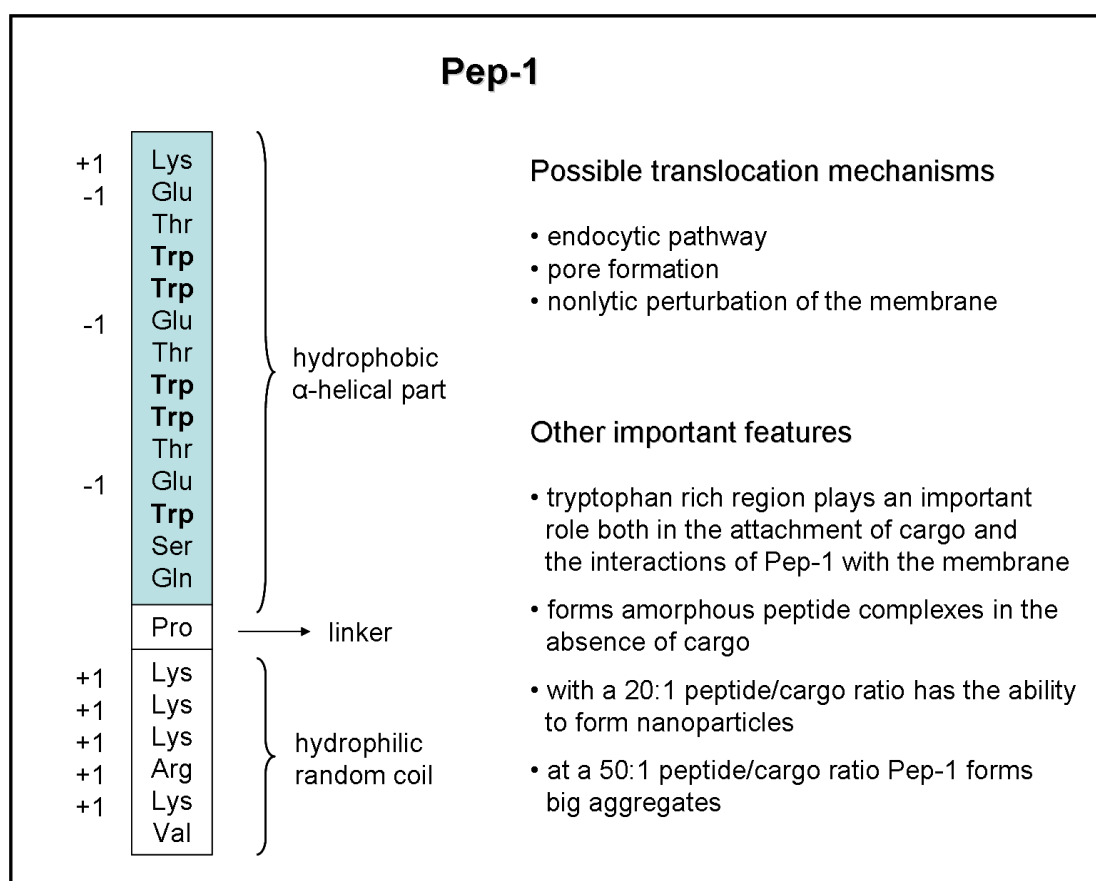 Pep-1
+1 Lys
-1 Glu
Thr
Trp
Trp
-1 Glu
Thr
Trp
Trp
Thr
-1 Glu
Trp
Ser
Gln
hydrophobic
α-helical part
Pro
linker
+1 Lys
+1 Lys
+1 Lys
+1 Arg
+1 Lys
Val
hydrophilic
random coil
Possible translocation mechanisms
• endocytic pathway
• pore formation
• nonlytic perturbation of the membrane
Other important features
• tryptophan rich region plays an important
role both in the attachment of cargo and
the interactions of Pep-1 with the membrane
• forms amorphous peptide complexes in the
absence of cargo
• with a 20:1 peptide/cargo ratio has the ability
to form nanoparticles
• at a 50:1 peptide/cargo ratio Pep-1 forms
big aggregates